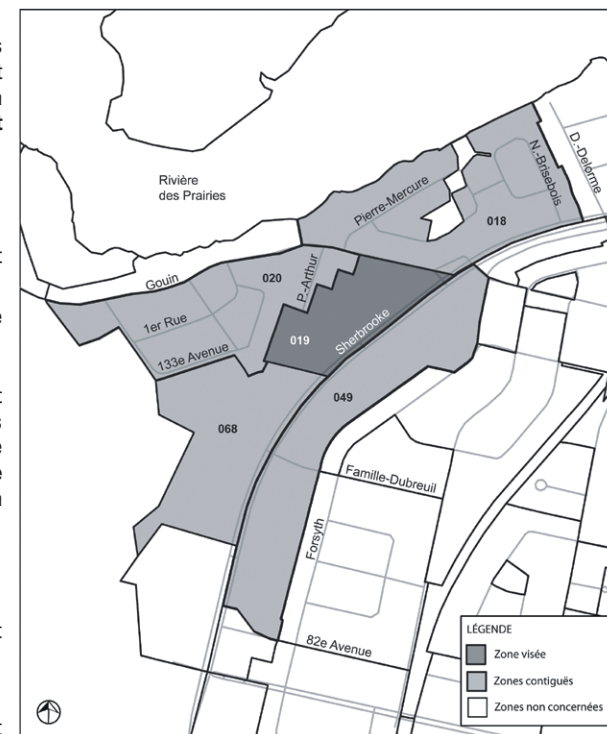 Rivière
des Prairies
D.-Delorme
N.-Brisebois
Pierre-Mercure
018
Gouin
020
P.-Arthur
1er Rue
019
Sherbrooke
133e Avenue
049
068
Famille-Dubreuil
Forsyth
82e Avenue
LÉGENDE
Zone visée
Zones contiguës
Zones non concernées